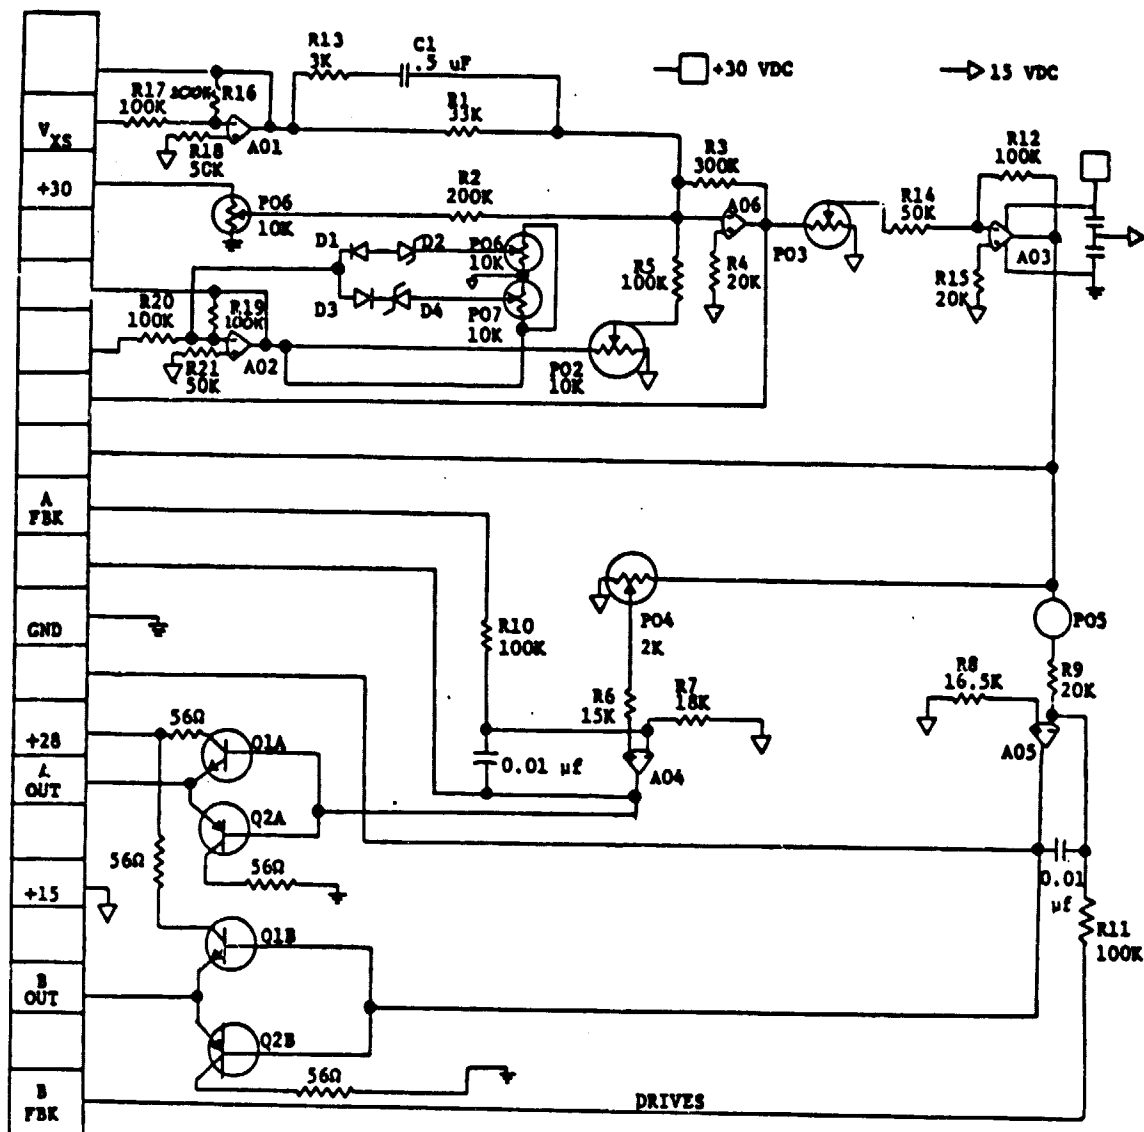 R13
3K
C1
.5 uF
+30 VDC
15 VDC
R17
100K
200K
R16
R1
33K
V
XS
R18
50K
A01
R3
300K
R12
100K
+30
P06
10K
R2
200K
A06
R14
50K
P03
A03
D1
D2
P06
10K
R5
100K
R4
20K
R15
20K
R20
100K
R19
100K
D3
D4
P07
10K
R21
50K
A02
P02
10K
A
FBK
GND
R10
100K
P04
2K
P05
R6
15K
R7
18K
R8
16.5K
R9
20K
+28
56Ω
Q1A
0.01 µf
A04
A05
A
OUT
Q2A
56Ω
56Ω
0.01
µf
+15
Q1B
R11
100K
B
OUT
Q2B
56Ω
B
FBK
DRIVES